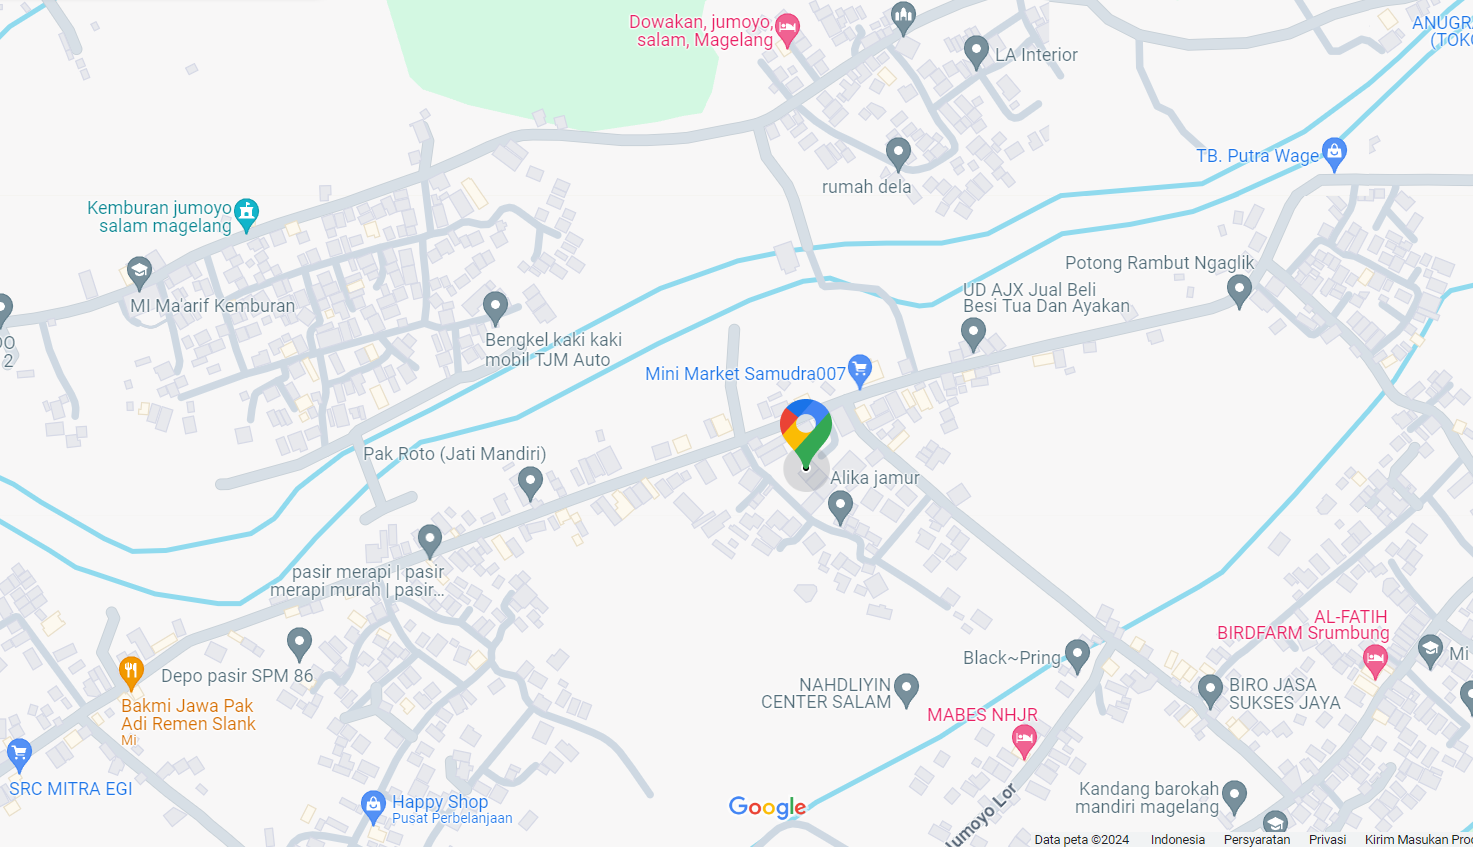 Dowakan, jumoyo,
salam, Magelang
LA Interior
ANUGR
(TOKO
TB. Putra Wage
rumah dela
Kemburan jumoyo
salam magelang
MI Ma'arif Kemburan
Potong Rambut Ngaglik
UD AJX Jual Beli
Besi Tua Dan Ayakan
DO
2
Bengkel kaki kaki
mobil TJM Auto
Mini Market Samudra007
Pak Roto (Jati Mandiri)
Alika jamur
pasir merapi | pasir
merapi murah | pasir...
AL-FATIH
BIRDFARM Srumbung
Mi
Black~Pring
Depo pasir SPM 86
NAHDLIYIN
CENTER SALAM
BIRO JASA
SUKSES JAYA
Bakmi Jawa Pak
Adi Remen Slank
Mi
MABES NHJR
SRC MITRA EGI
Kandang barokah
mandiri magelang
Happy Shop
Pusat Perbelanjaan
Google
Jumoyo Lor
Data peta ©2024
Indonesia
Persyaratan
Privasi
Kirim Masukan Pro